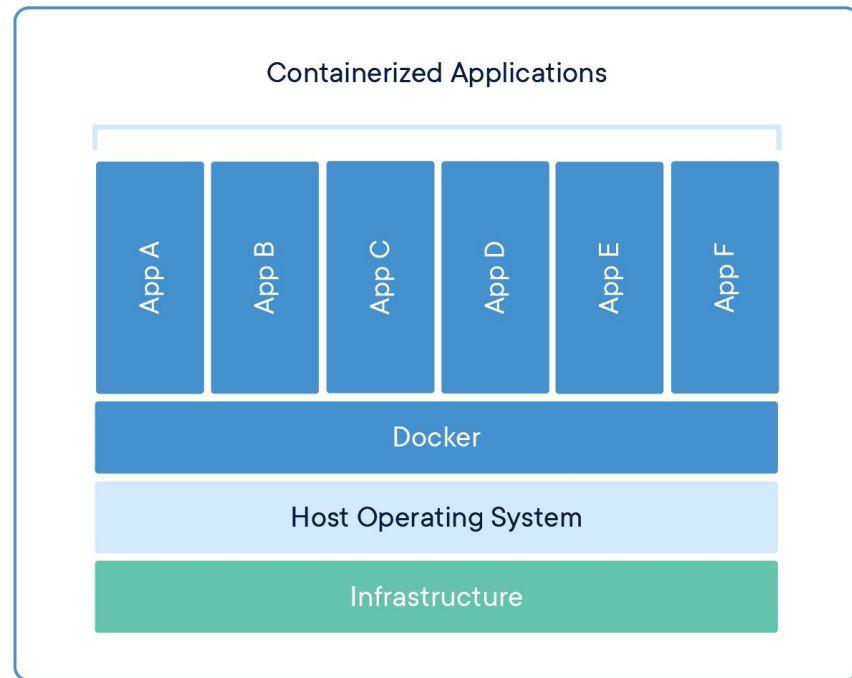 Containerized Applications
App A
App B
App C
App D
App E
App F
Docker
Host Operating System
Infrastructure